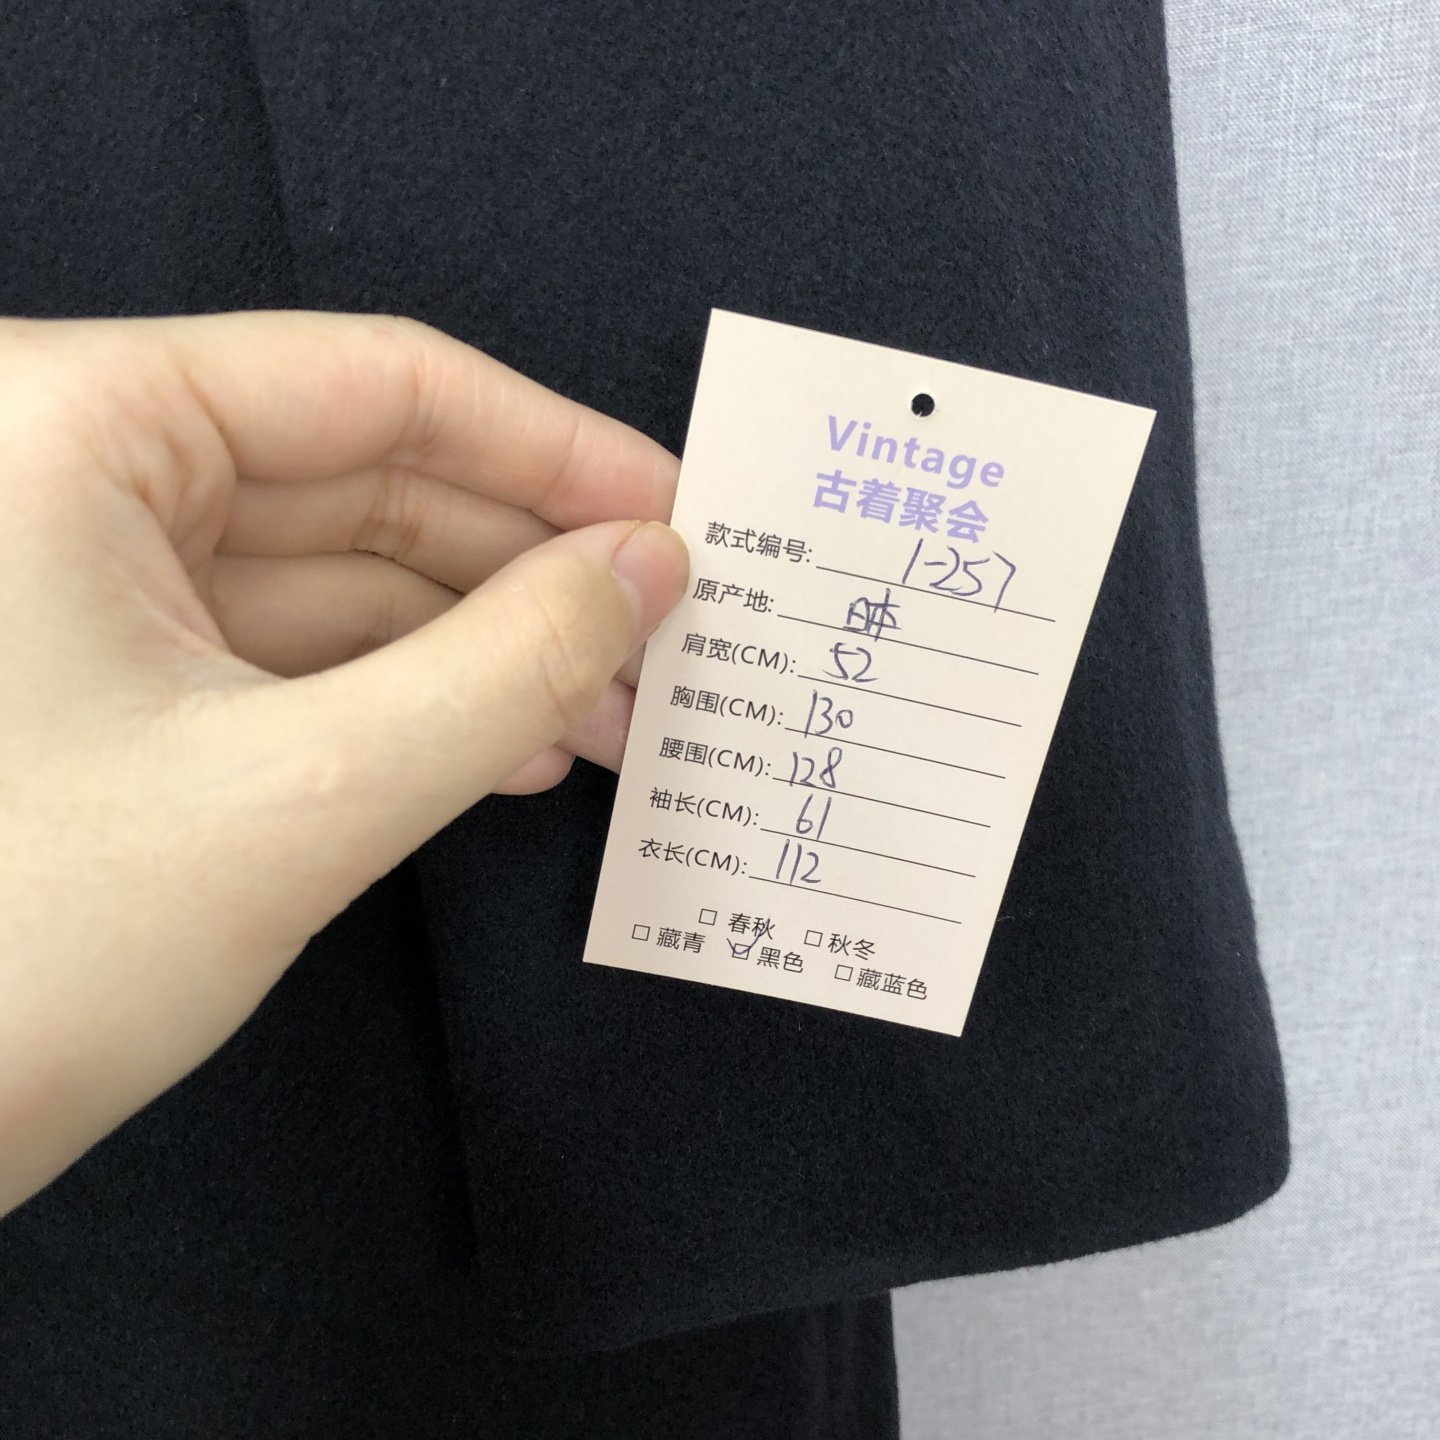 Vintage
古着聚会
款式编号: 1-257
原产地: 日本
肩宽(CM): 52
胸围(CM): 130
腰围(CM): 128
袖长(CM): 61
衣长(CM): 112
□ 春秋 □ 秋冬
□ 藏青 ☑ 黑色 □ 藏蓝色